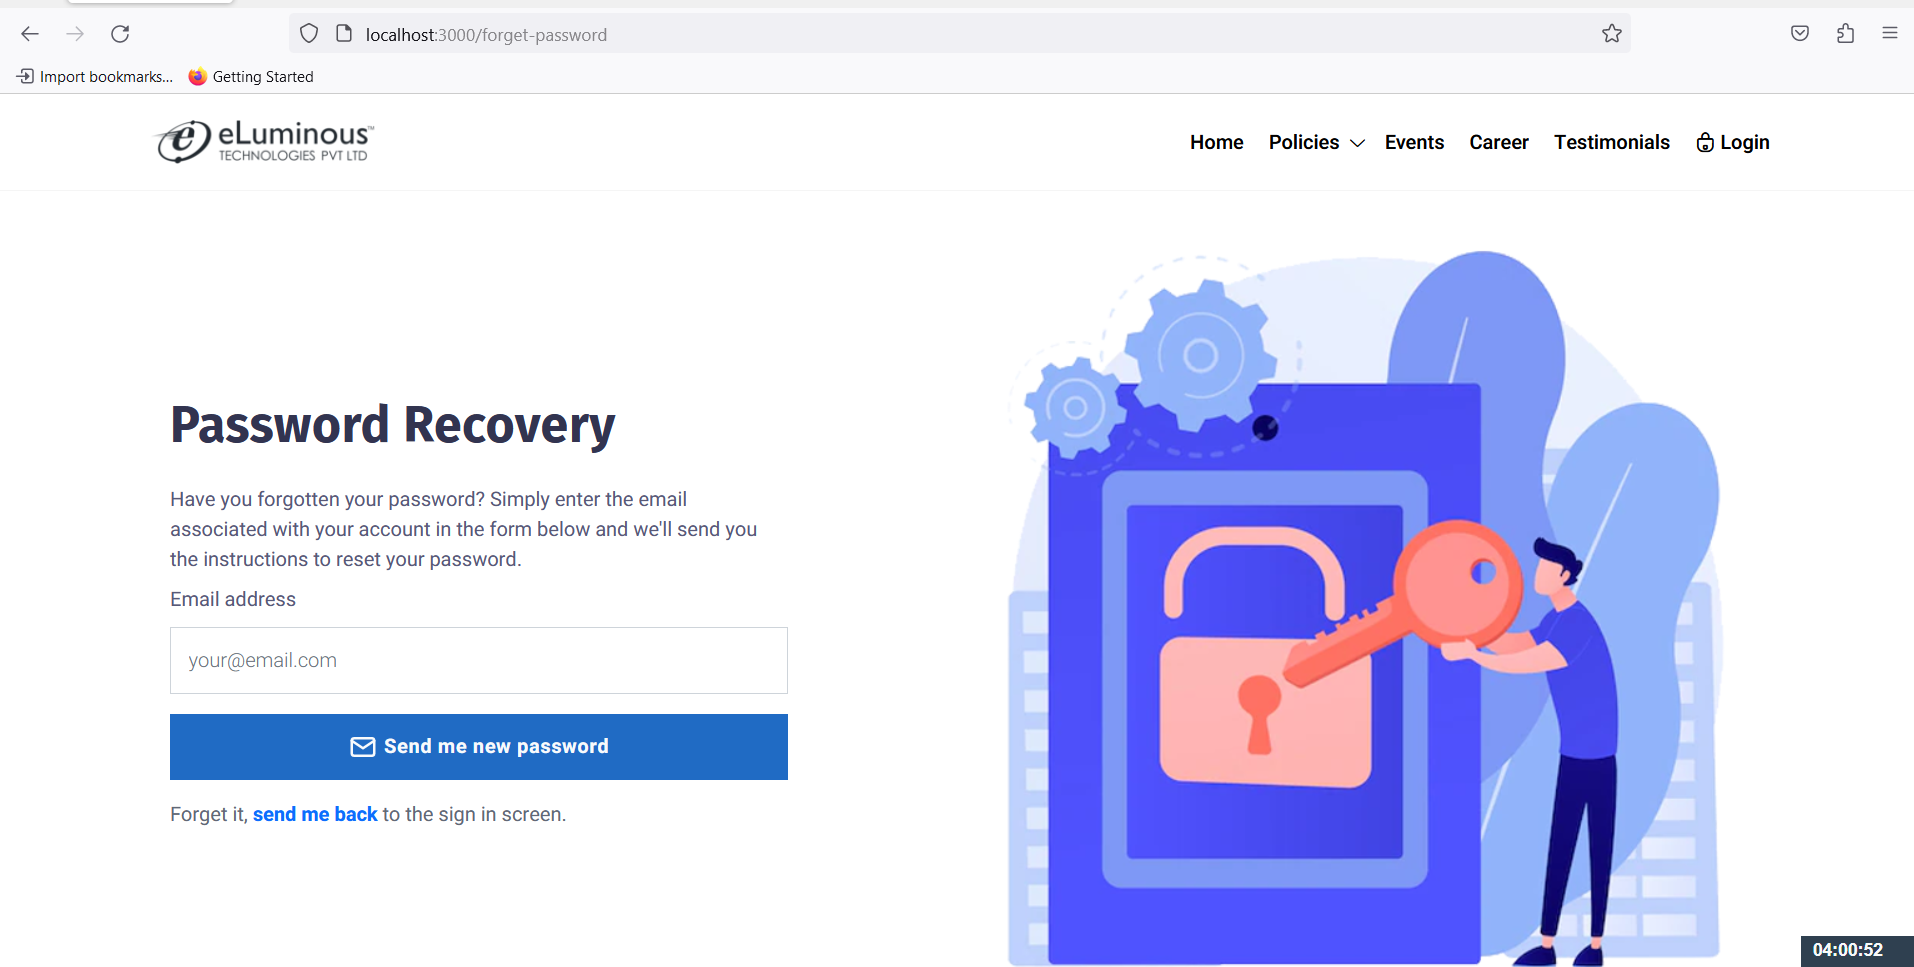 localhost:3000/forget-password
Import bookmarks...
Getting Started
eLuminous™
TECHNOLOGIES PVT LTD
Home Policies Events Career Testimonials Login
Password Recovery
Have you forgotten your password? Simply enter the email
associated with your account in the form below and we'll send you
the instructions to reset your password.
Email address
your@email.com
Send me new password
Forget it, send me back to the sign in screen.
04:00:52